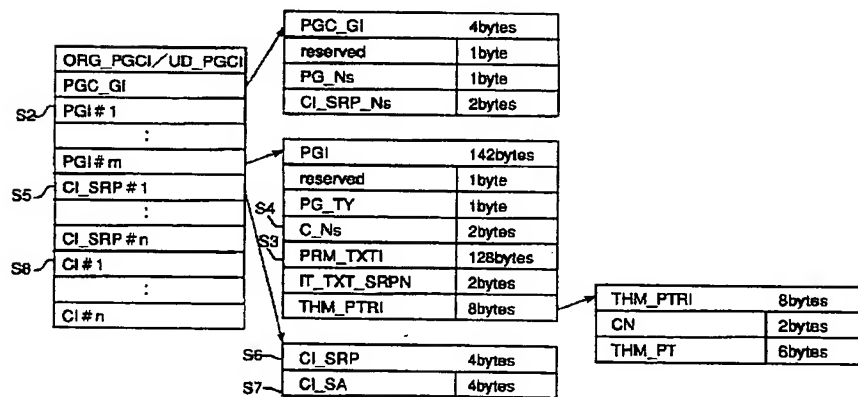 ORG_PGCI/UD_PGCI
PGC_GI
S2 PGI#1
:
PGI#m
S5 CI_SRP#1
:
CI_SRP#n
S8 CI#1
:
CI#n
PGC_GI 4bytes
reserved 1byte
PG_Ns 1byte
CI_SRP_Ns 2bytes
PGI 142bytes
reserved 1byte
PG_TY 1byte
S4 C_Ns 2bytes
S3 PRM_TXTI 128bytes
IT_TXT_SRPN 2bytes
THM_PTRI 8bytes
S6 CI_SRP 4bytes
S7 CI_SA 4bytes
THM_PTRI 8bytes
CN 2bytes
THM_PT 6bytes